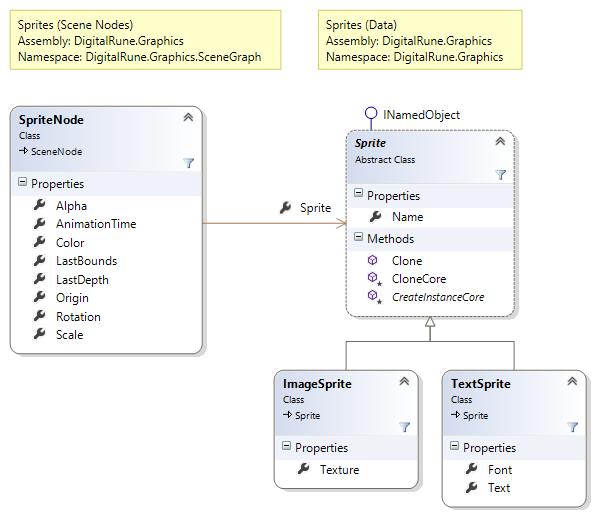 Sprites (Scene Nodes)
Assembly: DigitalRune.Graphics
Namespace: DigitalRune.Graphics.SceneGraph
Sprites (Data)
Assembly: DigitalRune.Graphics
Namespace: DigitalRune.Graphics
SpriteNode
Class
SceneNode
Properties
Alpha
AnimationTime
Color
LastBounds
LastDepth
Origin
Rotation
Scale
Sprite
INamedObject
Sprite
Abstract Class
Properties
Name
Methods
Clone
CloneCore
CreateInstanceCore
ImageSprite
Class
Sprite
Properties
Texture
TextSprite
Class
Sprite
Properties
Font
Text